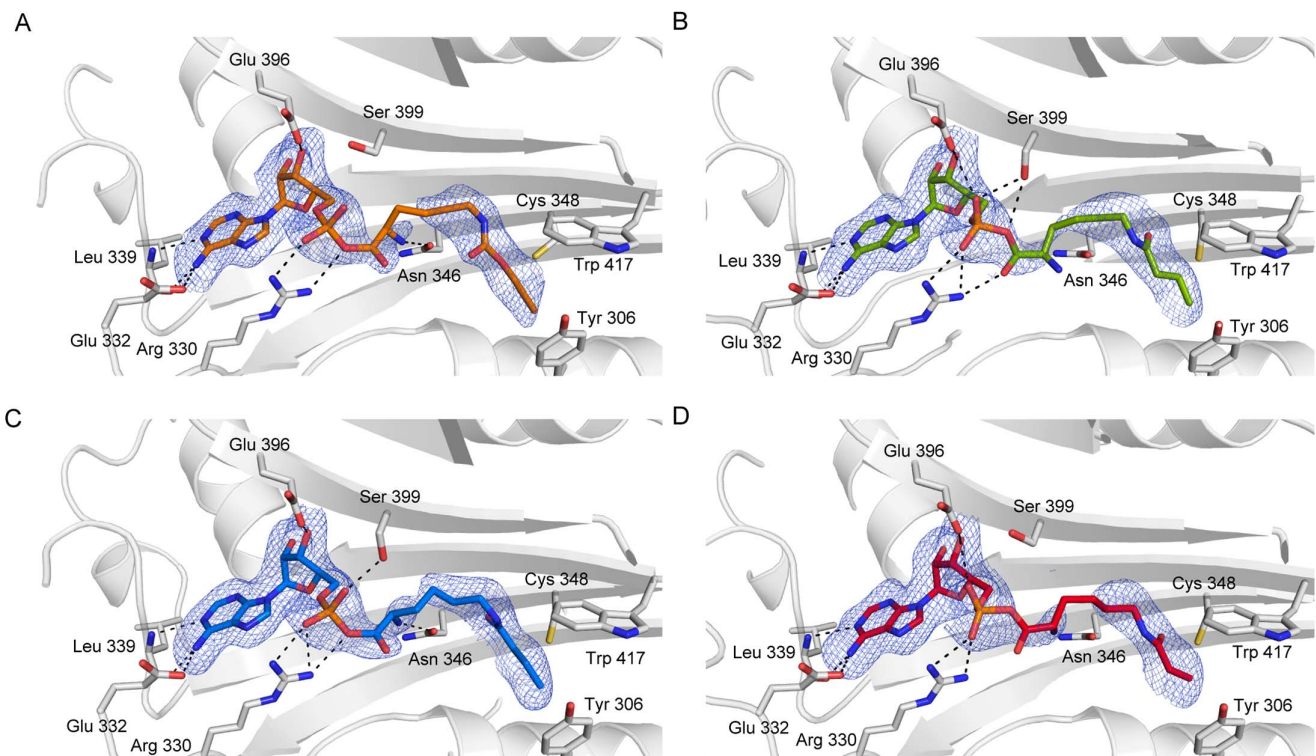 A
Glu 396
Ser 399
Cys 348
Leu 339
Asn 346
Trp 417
Glu 332
Arg 330
Tyr 306
B
Glu 396
Ser 399
Cys 348
Leu 339
Asn 346
Trp 417
Glu 332
Arg 330
Tyr 306
C
Glu 396
Ser 399
Cys 348
Leu 339
Asn 346
Trp 417
Glu 332
Arg 330
Tyr 306
D
Glu 396
Ser 399
Cys 348
Leu 339
Asn 346
Trp 417
Glu 332
Arg 330
Tyr 306